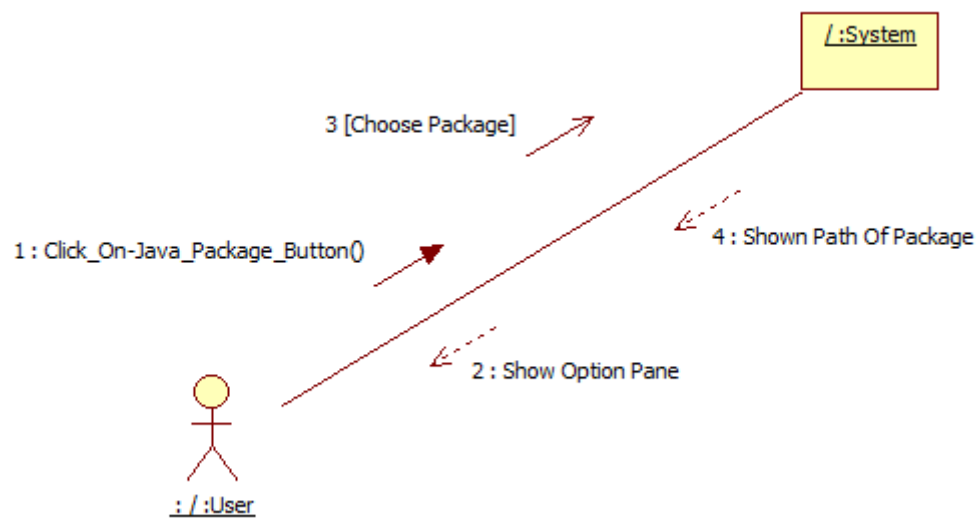 / :System
3 [Choose Package]
4 : Shown Path Of Package
1 : Click_On-Java_Package_Button()
2 : Show Option Pane
: / :User